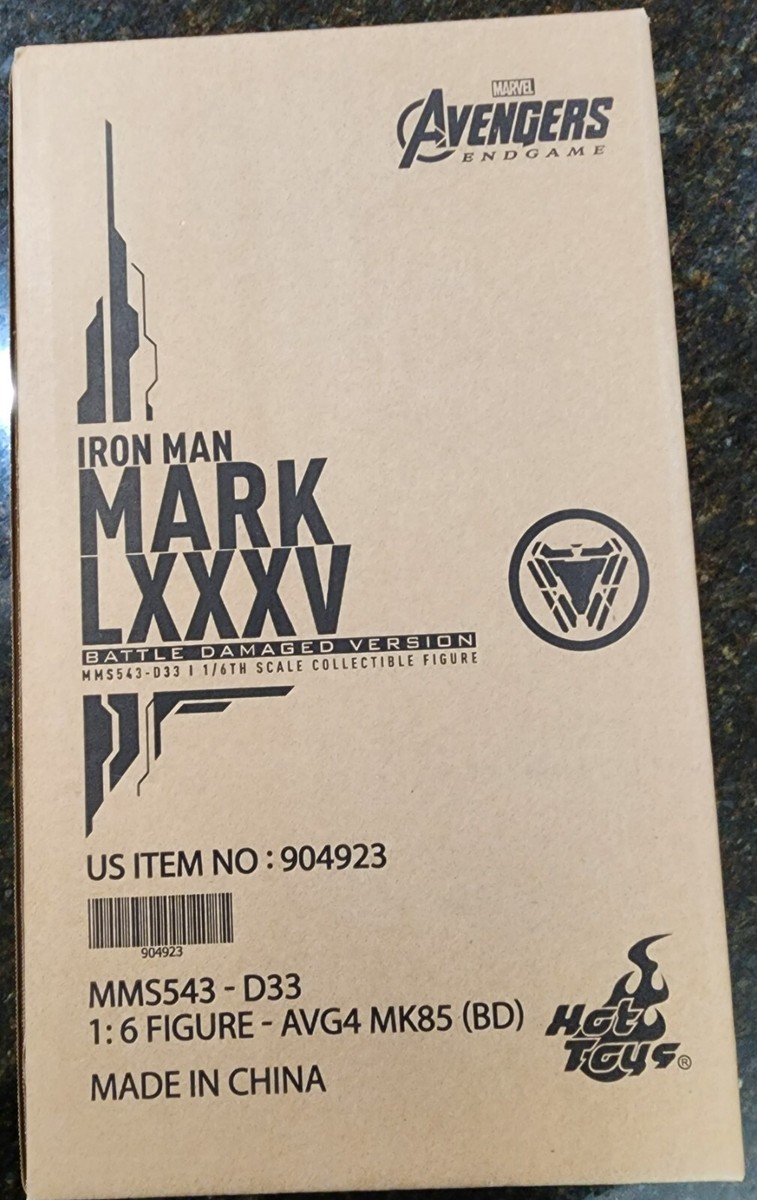 MARVEL
AVENGERS
ENDGAME
IRON MAN
MARK
LXXXV
BATTLE DAMAGED VERSION
MMS543-D33 | 1/6TH SCALE COLLECTIBLE FIGURE
US ITEM NO : 904923
904923
MMS543 - D33
1: 6 FIGURE - AVG4 MK85 (BD)
MADE IN CHINA
Hot
Toys®